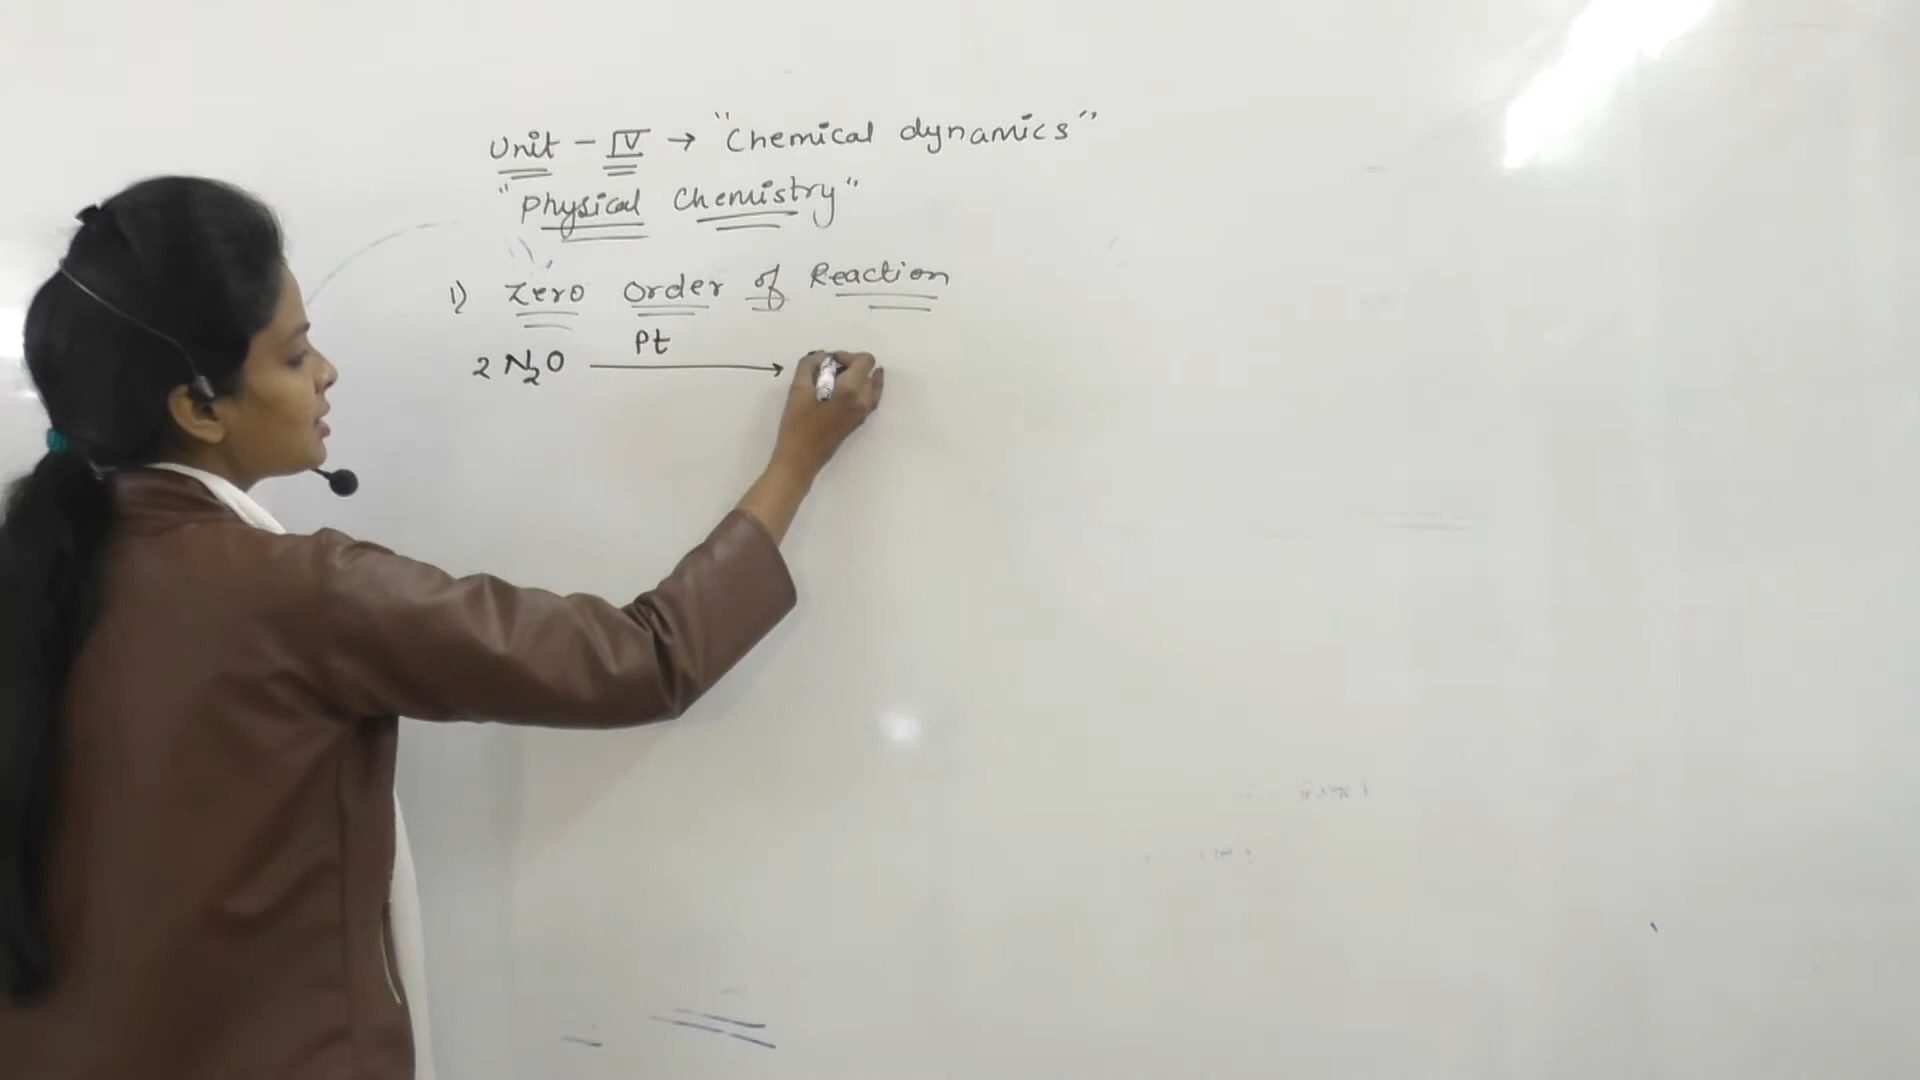 Unit - IV → "Chemical dynamics"
"Physical Chemistry"
1) Zero Order of Reaction
Pt
2 N₂O ⟶